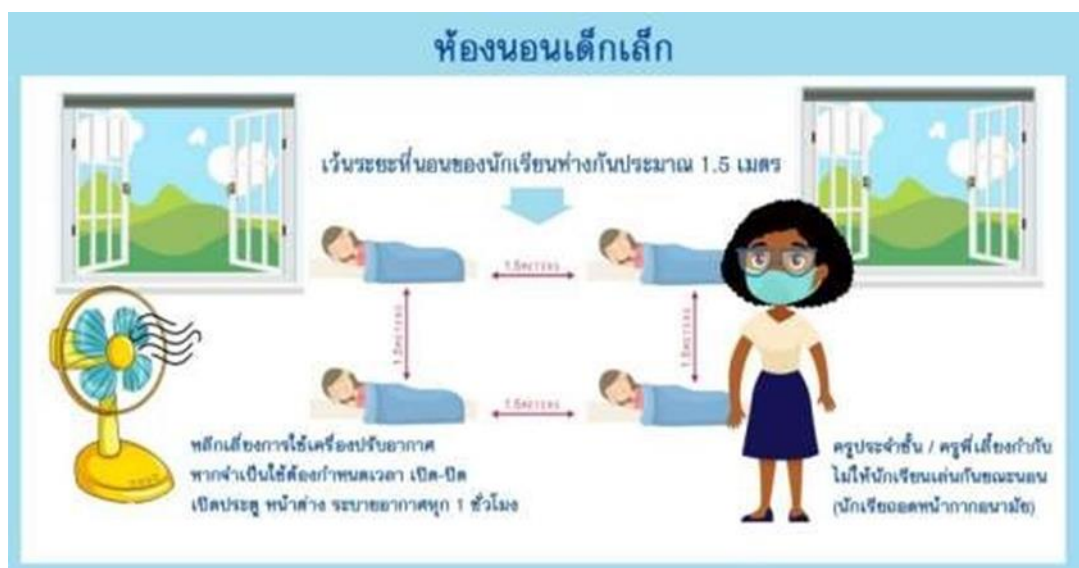 ห้องนอนเด็กเล็ก
เว้นระยะที่นอนของนักเรียนห่างกันประมาณ 1.5 เมตร
หลีกเลี่ยงการใช้เครื่องปรับอากาศ
หากจำเป็นใช้ต้องกำหนดเวลา เปิด-ปิด
เปิดประตู หน้าต่าง ระบายอากาศทุก 1 ชั่วโมง
ครูประจำชั้น / ครูพี่เลี้ยงกำกับ
ไม่ให้นักเรียนเล่นกันขณะนอน
(นักเรียถอดหน้ากากอนามัย)